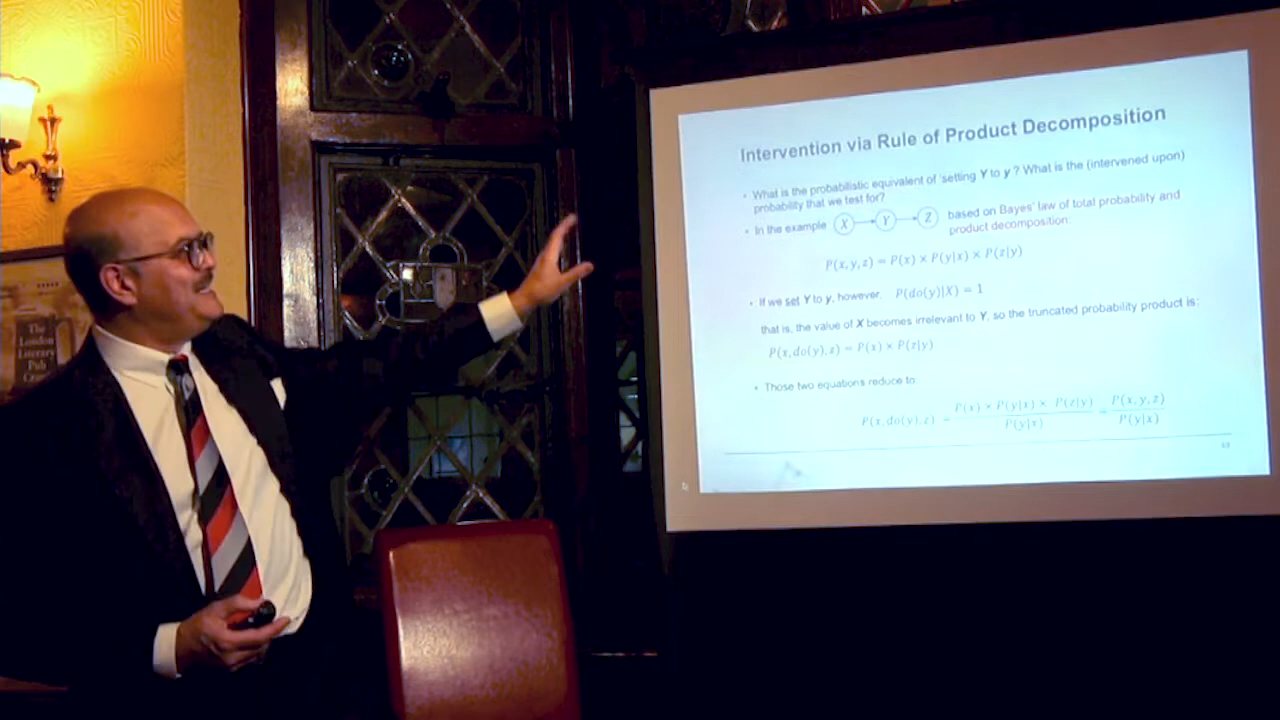 The
London
Literary
Pub
Intervention via Rule of Product Decomposition
• What is the probabilistic equivalent of 'setting Y to y ? What is the (intervened upon)
probability that we test for?
• In the example X → Y → Z based on Bayes' law of total probability and
product decomposition:
P(x, y, z) = P(x) × P(y|x) × P(z|y)
• If we set Y to y, however, P(do(y)|X) = 1
that is, the value of X becomes irrelevant to Y, so the truncated probability product is:
P(x, do(y), z) = P(x) × P(z|y)
• Those two equations reduce to:
P(x, do(y), z) = P(x) × P(y|x) × P(z|y) / P(y|x) = P(x, y, z) / P(y|x)